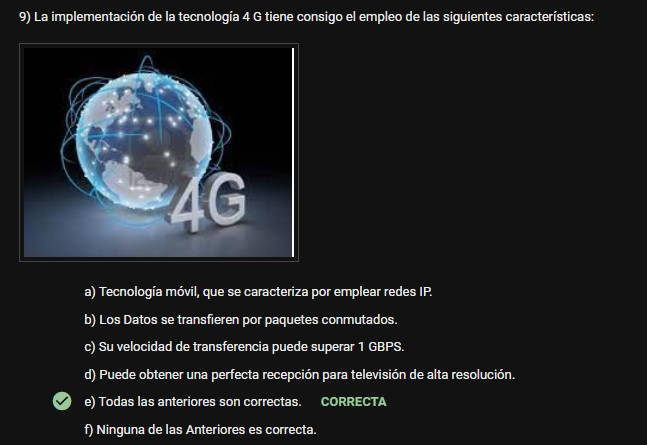 9) La implementación de la tecnología 4 G tiene consigo el empleo de las siguientes características:
4G
a) Tecnología móvil, que se caracteriza por emplear redes IP.
b) Los Datos se transfieren por paquetes conmutados.
c) Su velocidad de transferencia puede superar 1 GBPS.
d) Puede obtener una perfecta recepción para televisión de alta resolución.
e) Todas las anteriores son correctas. CORRECTA
f) Ninguna de las Anteriores es correcta.